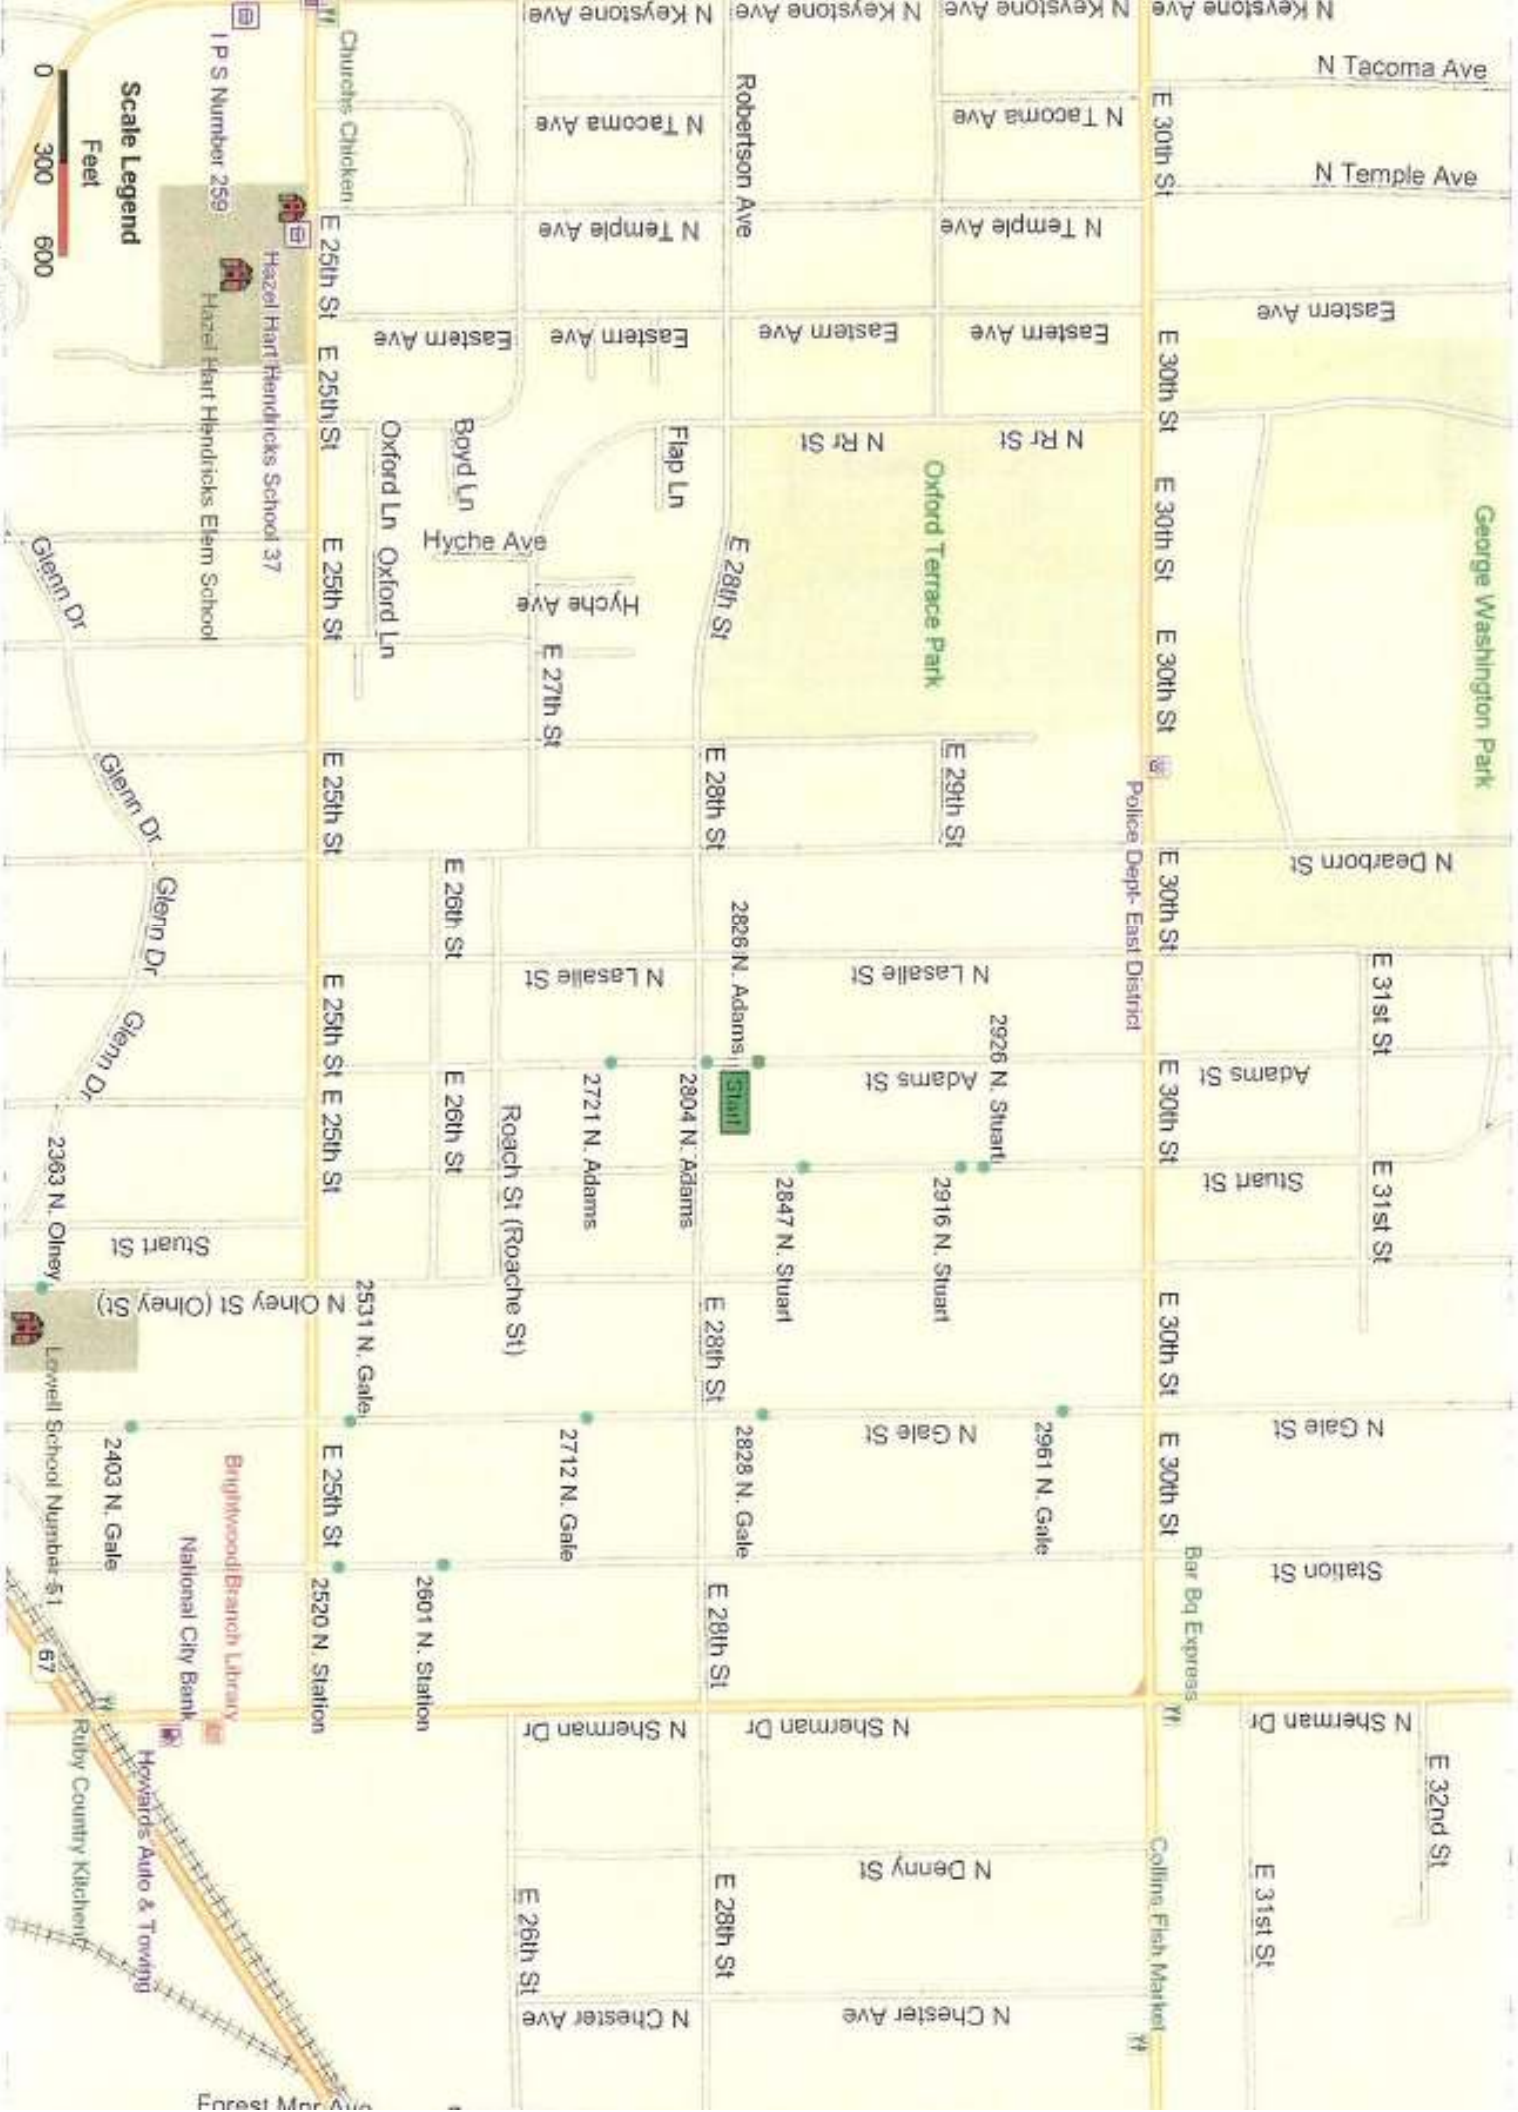 N Keystone Ave
N Keystone Ave
N Keystone Ave
N Keystone Ave
N Tacoma Ave
N Tacoma Ave
N Tacoma Ave
N Temple Ave
N Temple Ave
N Temple Ave
Eastern Ave
Eastern Ave
Eastern Ave
Eastern Ave
Eastern Ave
Robertson Ave
Churchs Chicken
I P S Number 259
Scale Legend
Feet
0 300 600
E 30th St
E 30th St
E 30th St
E 30th St
E 30th St
E 30th St
E 30th St
E 30th St
George Washington Park
Oxford Terrace Park
N Rr St
N Rr St
Hazel Hart Hendricks School 37
Hazel Hart Hendricks Elem School
E 25th St
E 25th St
E 25th St
E 25th St
E 25th St
E 25th St
E 25th St
Oxford Ln
Oxford Ln
Boyd Ln
Flap Ln
Hyche Ave
Hyche Ave
E 27th St
E 28th St
E 28th St
E 28th St
E 28th St
E 28th St
E 29th St
Glenn Dr
Glenn Dr
Glenn Dr
Glenn Dr
Police Dept- East District
N Dearborn St
E 31st St
E 31st St
E 31st St
E 32nd St
N Lasalle St
N Lasalle St
Adams St
Adams St
Stuart St
Stuart St
E 26th St
E 26th St
E 26th St
Roach St (Roache St)
2826 N. Adams
Start
2804 N. Adams
2721 N. Adams
2926 N. Stuart
2916 N. Stuart
2847 N. Stuart
2363 N. Olney
N Olney St (Olney St)
2531 N. Gale
2403 N. Gale
2712 N. Gale
2828 N. Gale
2961 N. Gale
N Gale St
N Gale St
Station St
2520 N. Station
2601 N. Station
Lowell School Number 51
Brightwood Branch Library
National City Bank
67
Ruby Country Kitchen
Howards Auto & Towing
Bar Bq Express
N Sherman Dr
N Sherman Dr
N Sherman Dr
Collins Fish Market
N Denny St
N Chester Ave
N Chester Ave
Forest Mnr Ave